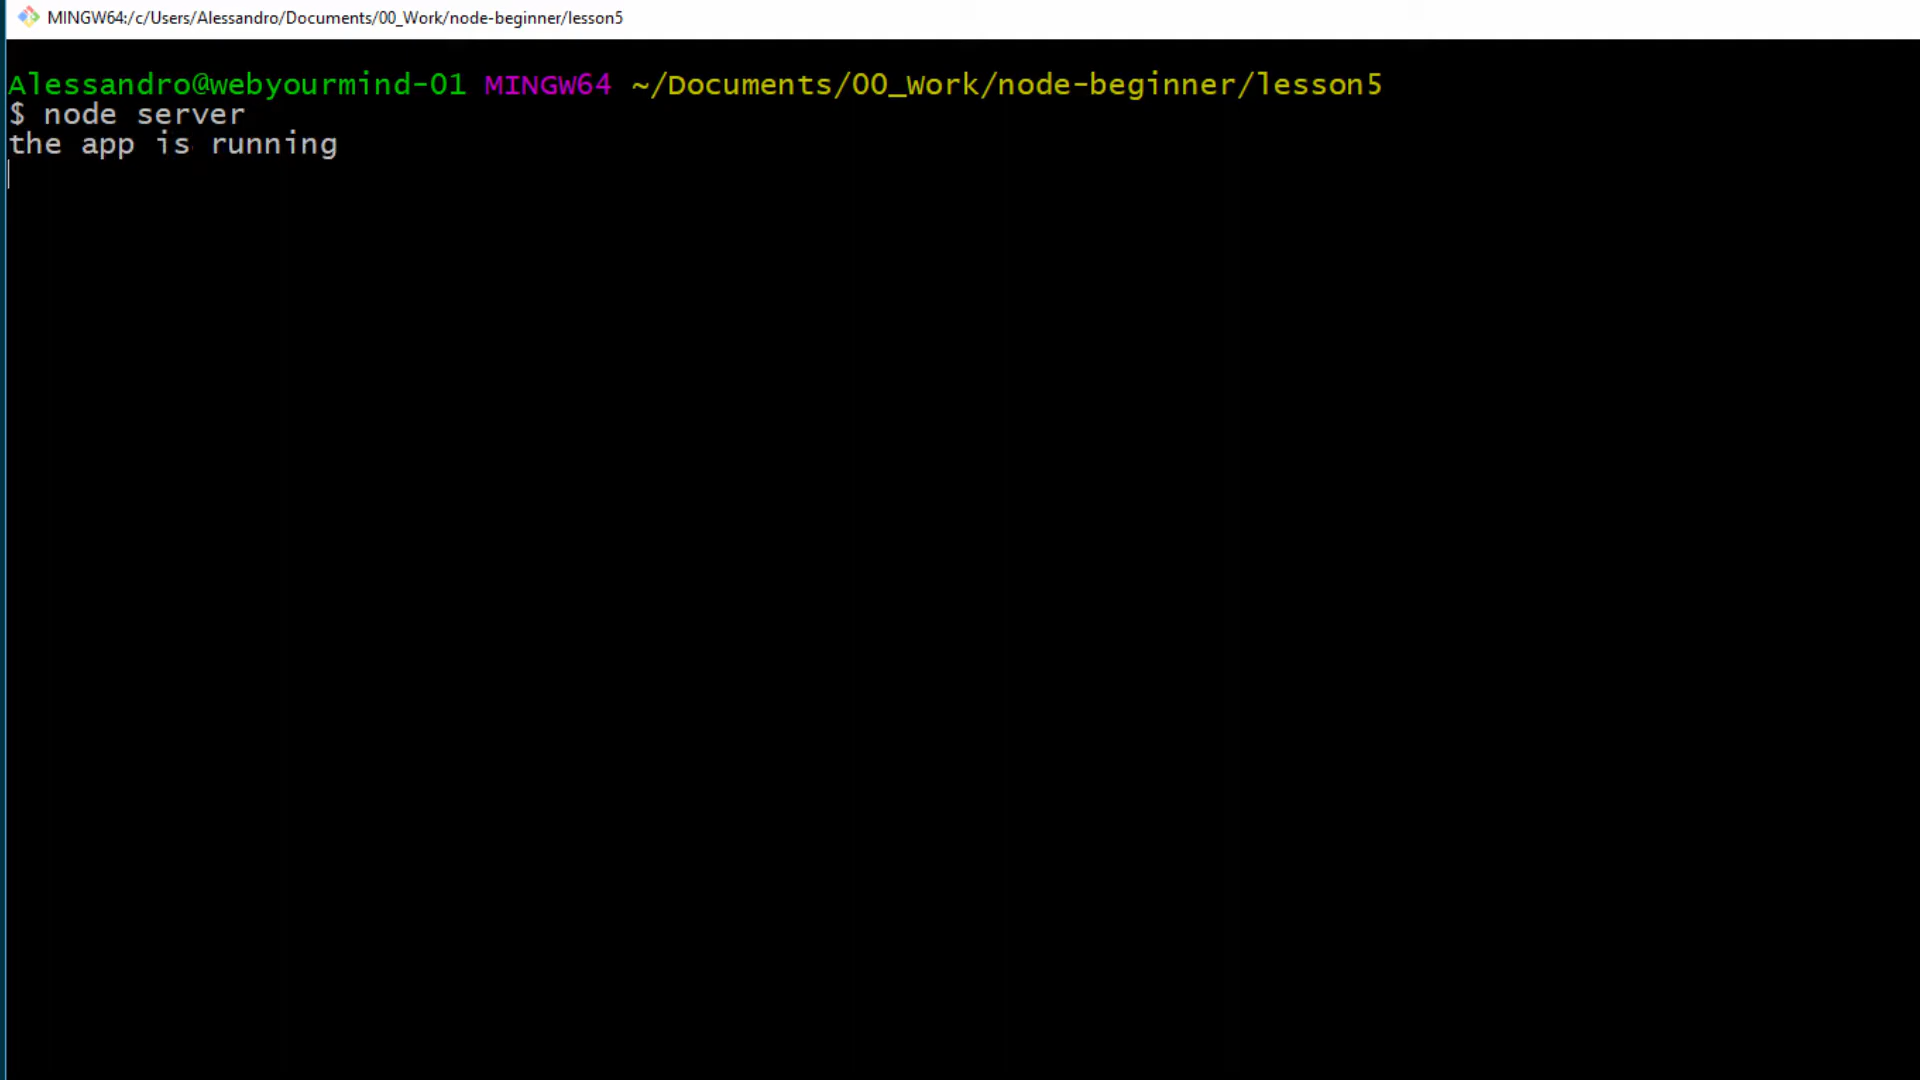 MINGW64:/c/Users/Alessandro/Documents/00_Work/node-beginner/lesson5
Alessandro@webyourmind-01 MINGW64 ~/Documents/00_Work/node-beginner/lesson5
$ node server
the app is running